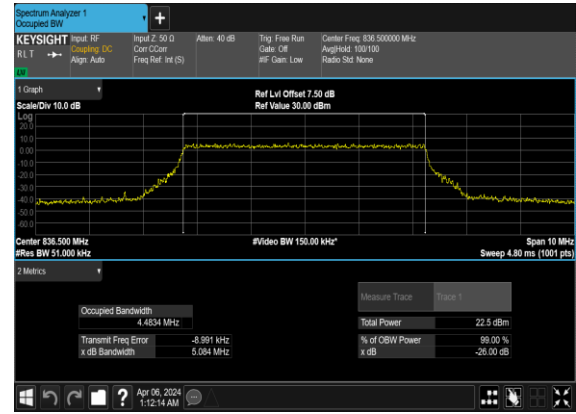 Spectrum Analyzer 1
Occupied BW
KEYSIGHT Input: RF Input Z: 50 Ω Atten: 40 dB Trig: Free Run Center Freq: 836.500000 MHz
RLT Coupling: DC Corr CCorr Gate: Off Avg|Hold: 100/100
Align: Auto Freq Ref: Int (S) #IF Gain: Low Radio Std: None
1 Graph
Ref Lvl Offset 7.50 dB
Scale/Div 10.0 dB Ref Value 30.00 dBm
Log
20.0
10.0
0.00
-10.0
-20.0
-30.0
-40.0
-50.0
-60.0
Center 836.500 MHz #Video BW 150.00 kHz* Span 10 MHz
#Res BW 51.000 kHz Sweep 4.80 ms (1001 pts)
2 Metrics
Measure Trace Trace 1
Occupied Bandwidth
4.4834 MHz Total Power 22.5 dBm
Transmit Freq Error -8.991 kHz % of OBW Power 99.00 %
x dB Bandwidth 5.084 MHz x dB -26.00 dB
Apr 06, 2024
1:12:14 AM